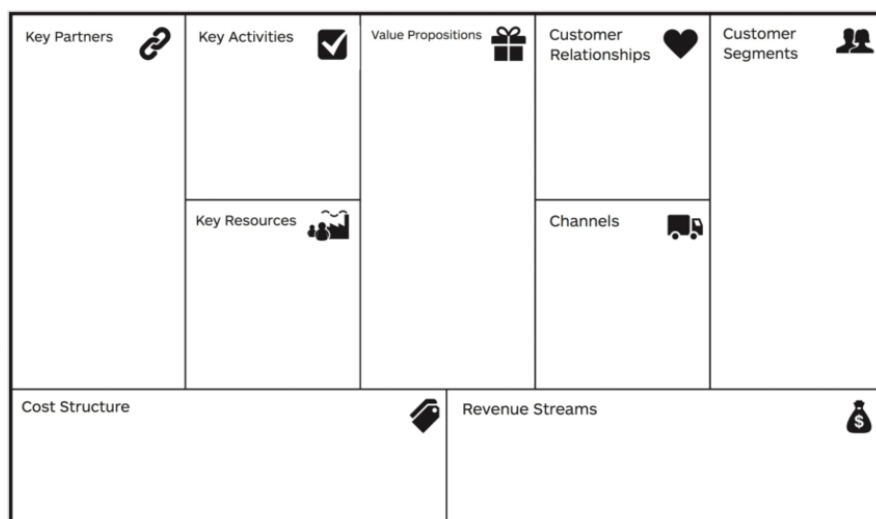 Key Partners
Key Activities
Value Propositions
Customer
Relationships
Customer
Segments
Key Resources
Channels
Cost Structure
Revenue Streams
$